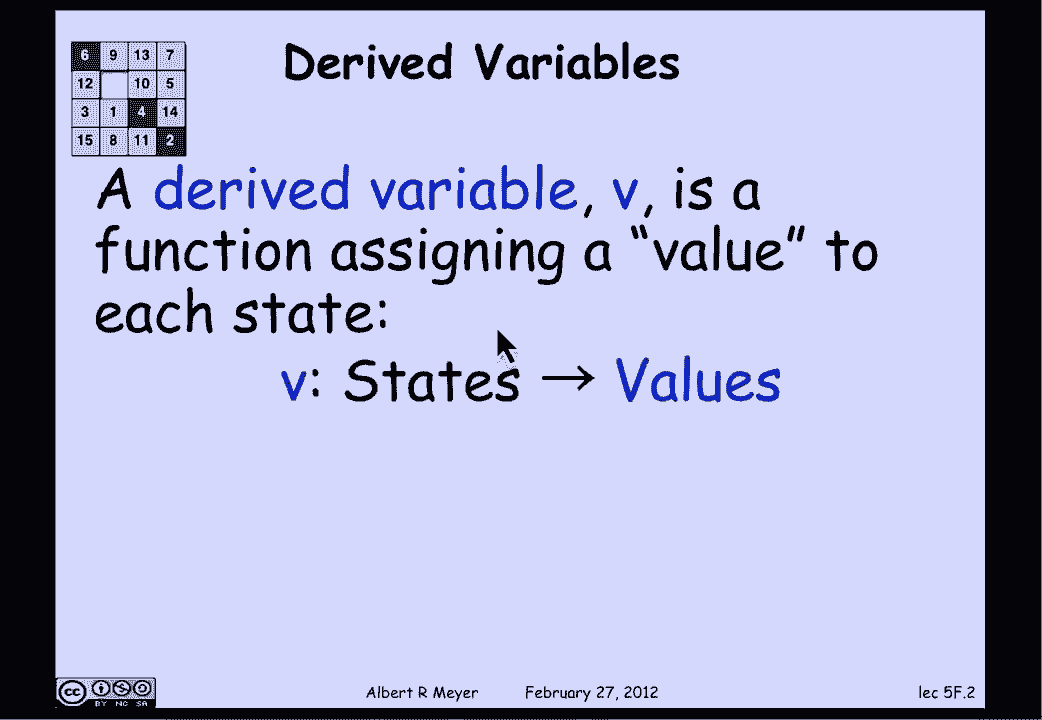 6 9 13 7
12 10 5
3 1 4 14
15 8 11 2
Derived Variables
A derived variable, v, is a
function assigning a “value” to
each state:
v: States → Values
cc BY NC SA
Albert R Meyer February 27, 2012 lec 5F.2